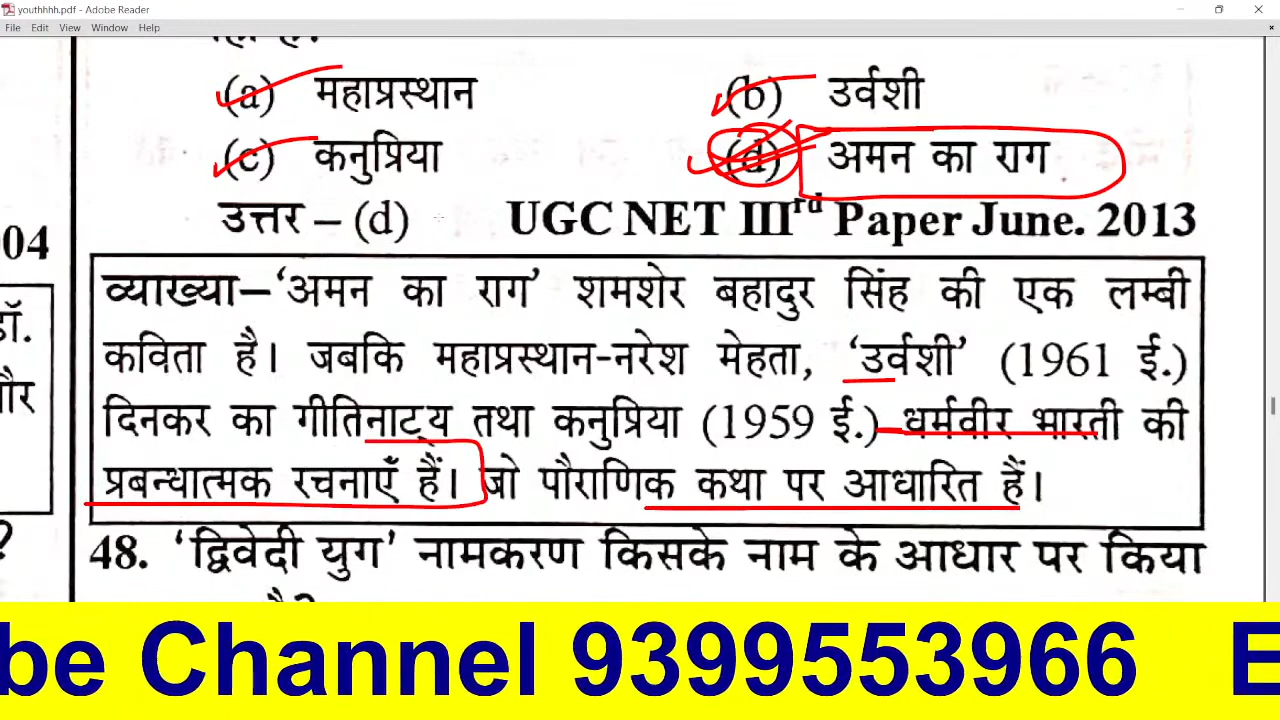 youthhhh.pdf - Adobe Reader
File Edit View Window Help
(a) महाप्रस्थान (b) उर्वशी
(c) कनुप्रिया (d) अमन का राग
उत्तर – (d) UGC NET IIIrd Paper June. 2013
04
व्याख्या–‘अमन का राग’ शमशेर बहादुर सिंह की एक लम्बी
डॉ.
कविता है। जबकि महाप्रस्थान-नरेश मेहता, ‘उर्वशी’ (1961 ई.)
और
दिनकर का गीतिनाट्य तथा कनुप्रिया (1959 ई.) धर्मवीर भारती की
प्रबन्धात्मक रचनाएँ हैं। जो पौराणिक कथा पर आधारित हैं।
?
48. ‘द्विवेदी युग’ नामकरण किसके नाम के आधार पर किया
be Channel 9399553966 E